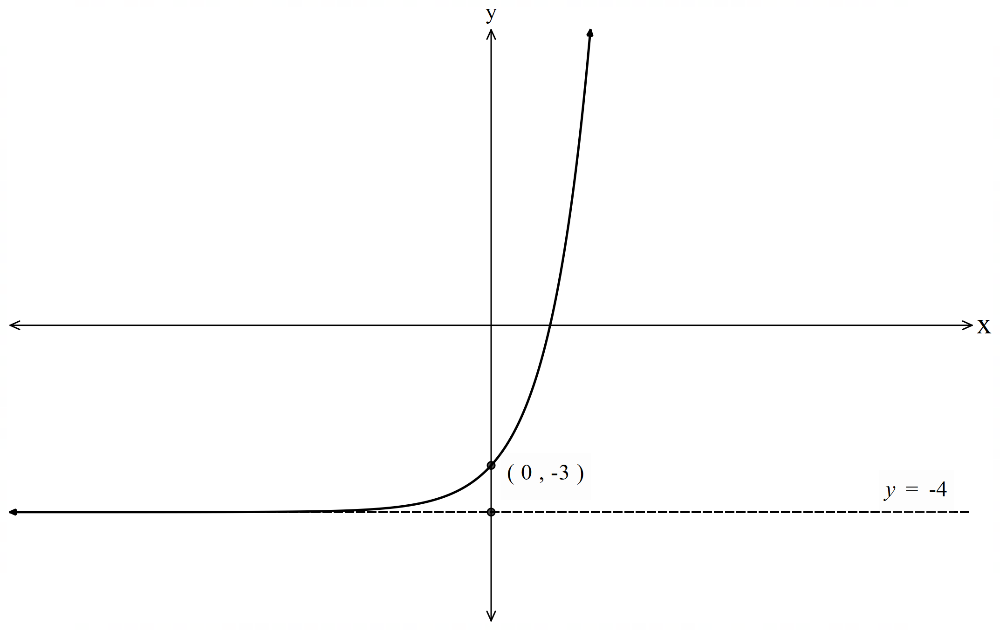 y
x
( 0 , -3 )
y = -4